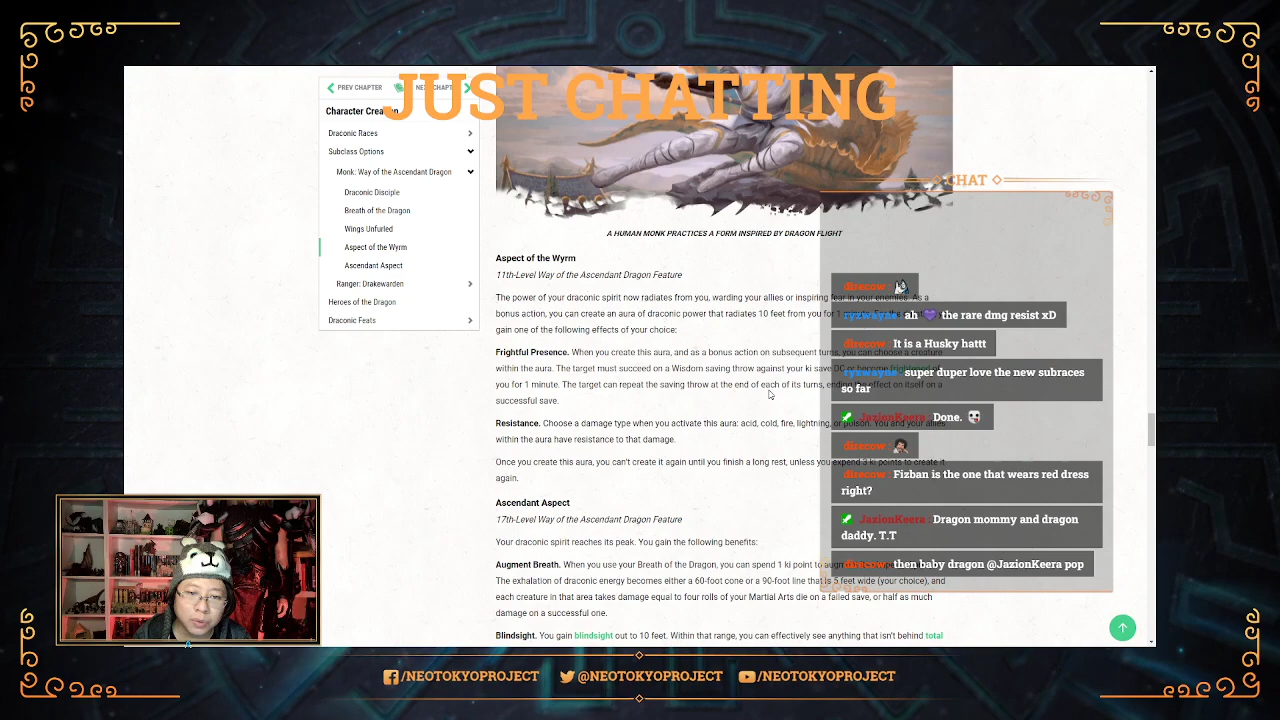 JUST CHATTING
PREV CHAPTER
Character Creation
Draconic Races
Subclass Options
Monk: Way of the Ascendant Dragon
Draconic Disciple
Breath of the Dragon
Wings Unfurled
Aspect of the Wyrm
Ascendant Aspect
Ranger: Drakewarden
Heroes of the Dragon
Draconic Feats
A HUMAN MONK PRACTICES A FORM INSPIRED BY DRAGON FLIGHT
Aspect of the Wyrm
11th-Level Way of the Ascendant Dragon Feature
The power of your draconic spirit now radiates from you, warding your allies or inspiring fear in your enemies. As a
bonus action, you can create an aura of draconic power that radiates 10 feet from you for 1 minute. For the
gain one of the following effects of your choice:
Frightful Presence. When you create this aura, and as a bonus action on subsequent turns, you can choose a creature
within the aura. The target must succeed on a Wisdom saving throw against your ki save DC or become frightened of
you for 1 minute. The target can repeat the saving throw at the end of each of its turns, ending the effect on itself on a
successful save.
Resistance. Choose a damage type when you activate this aura: acid, cold, fire, lightning, or poison. You and your allies
within the aura have resistance to that damage.
Once you create this aura, you can't create it again until you finish a long rest, unless you expend 3 ki points to create it
again.
Ascendant Aspect
17th-Level Way of the Ascendant Dragon Feature
Your draconic spirit reaches its peak. You gain the following benefits:
Augment Breath. When you use your Breath of the Dragon, you can spend 1 ki point to
The exhalation of draconic energy becomes either a 60-foot cone or a 90-foot line that is 5 feet wide (your choice), and
each creature in that area takes damage equal to four rolls of your Martial Arts die on a failed save, or half as much
damage on a successful one.
Blindsight. You gain blindsight out to 10 feet. Within that range, you can effectively see anything that isn't behind total
CHAT
direcow :
ryzwayne : ah the rare dmg resist xD
direcow : It is a Husky hattt
ryzwayne : super duper love the new subraces
so far
JazionKeera : Done.
direcow :
direcow : Fizban is the one that wears red dress
right?
JazionKeera : Dragon mommy and dragon
daddy. T.T
direcow : then baby dragon @JazionKeera pop
/NEOTOKYOPROJECT
@NEOTOKYOPROJECT
/NEOTOKYOPROJECT